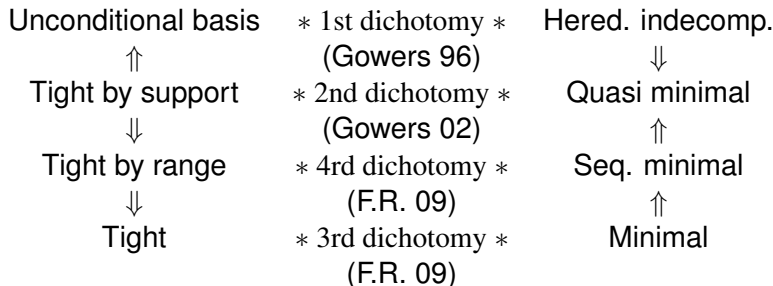 Unconditional basis ∗ 1st dichotomy ∗ Hered. indecomp.
⇑ (Gowers 96) ⇓
Tight by support ∗ 2nd dichotomy ∗ Quasi minimal
⇓ (Gowers 02) ⇑
Tight by range ∗ 4rd dichotomy ∗ Seq. minimal
⇓ (F.R. 09) ⇑
Tight ∗ 3rd dichotomy ∗ Minimal
(F.R. 09)